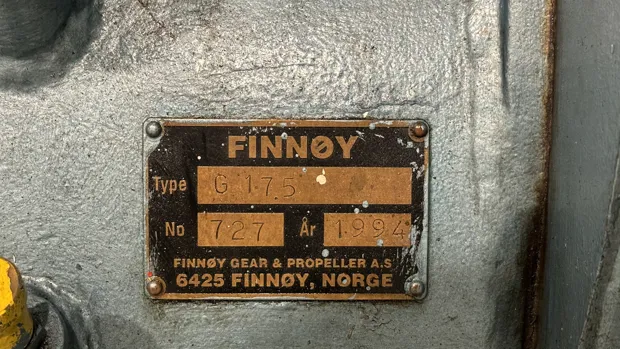 FINNØY
Type G 175
No 727 År 1994
FINNØY GEAR & PROPELLER A.S
6425 FINNØY, NORGE